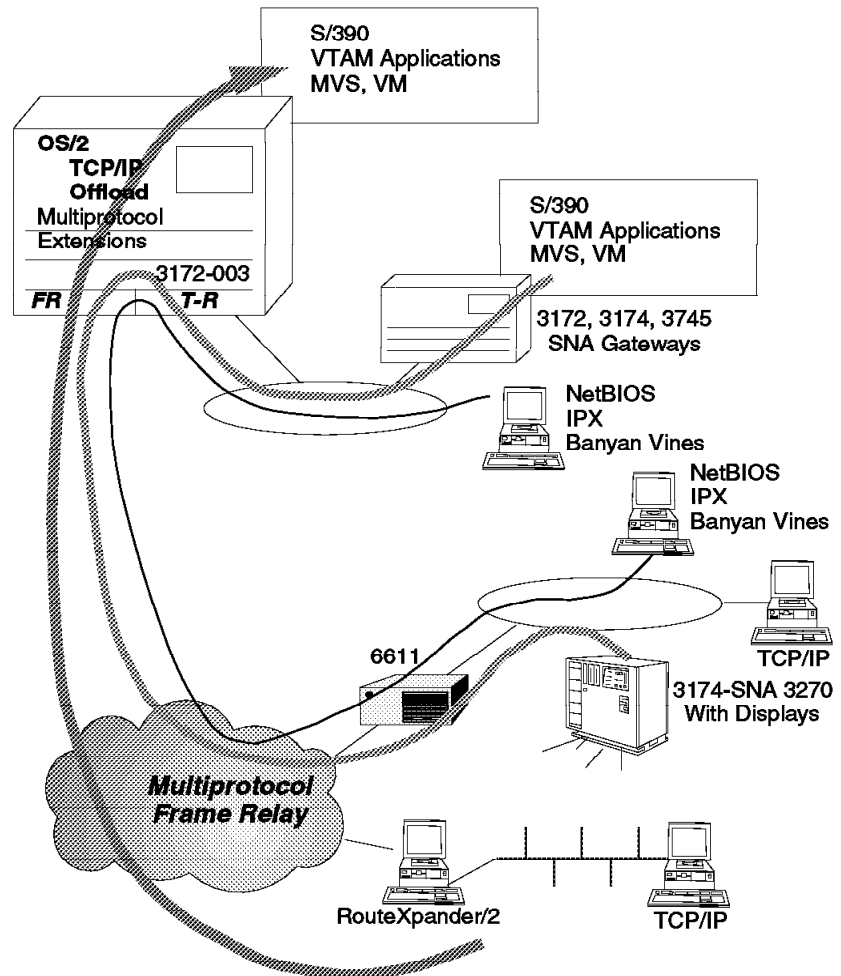 S/390
VTAM Applications
MVS, VM
OS/2
TCP/IP
Offload
Multiprotocol
Extensions
3172-003
FR
T-R
S/390
VTAM Applications
MVS, VM
3172, 3174, 3745
SNA Gateways
NetBIOS
IPX
Banyan Vines
NetBIOS
IPX
Banyan Vines
TCP/IP
6611
3174-SNA 3270
With Displays
Multiprotocol
Frame Relay
RouteXpander/2
TCP/IP